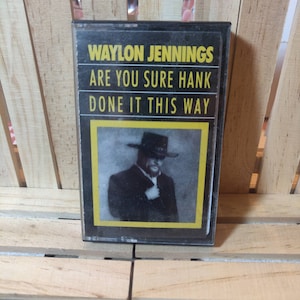 WAYLON JENNINGS
ARE YOU SURE HANK
DONE IT THIS WAY